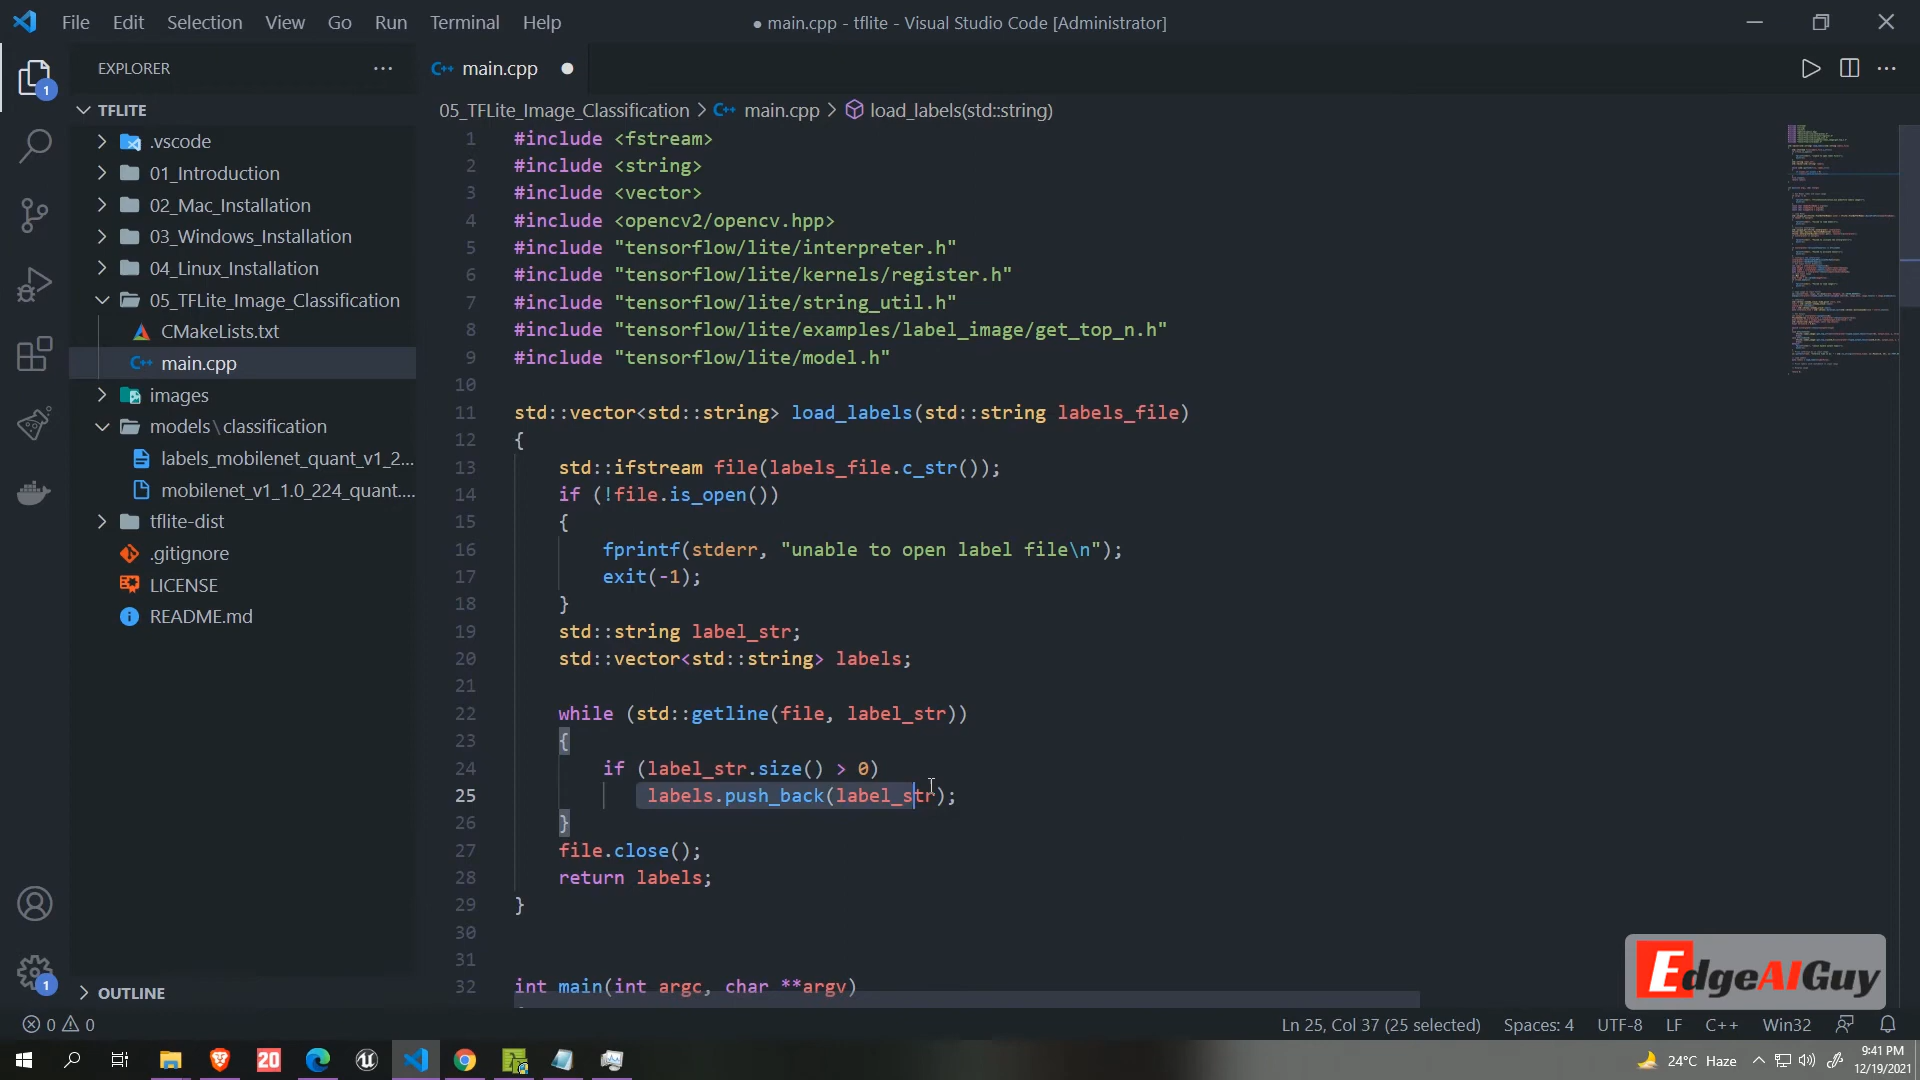 File Edit Selection View Go Run Terminal Help
● main.cpp - tflite - Visual Studio Code [Administrator]
EXPLORER
main.cpp
TFLITE
05_TFLite_Image_Classification > main.cpp > load_labels(std::string)
.vscode
01_Introduction
02_Mac_Installation
03_Windows_Installation
04_Linux_Installation
05_TFLite_Image_Classification
CMakeLists.txt
main.cpp
images
models\classification
labels_mobilenet_quant_v1_2...
mobilenet_v1_1.0_224_quant....
tflite-dist
.gitignore
LICENSE
README.md
OUTLINE
1 #include <fstream>
2 #include <string>
3 #include <vector>
4 #include <opencv2/opencv.hpp>
5 #include "tensorflow/lite/interpreter.h"
6 #include "tensorflow/lite/kernels/register.h"
7 #include "tensorflow/lite/string_util.h"
8 #include "tensorflow/lite/examples/label_image/get_top_n.h"
9 #include "tensorflow/lite/model.h"
10
11 std::vector<std::string> load_labels(std::string labels_file)
12 {
13 std::ifstream file(labels_file.c_str());
14 if (!file.is_open())
15 {
16 fprintf(stderr, "unable to open label file\n");
17 exit(-1);
18 }
19 std::string label_str;
20 std::vector<std::string> labels;
21
22 while (std::getline(file, label_str))
23 {
24 if (label_str.size() > 0)
25 labels.push_back(label_str);
26 }
27 file.close();
28 return labels;
29 }
30
31
32 int main(int argc, char **argv)
1
1
EdgeAIGuy
0 0
Ln 25, Col 37 (25 selected) Spaces: 4 UTF-8 LF C++ Win32
20
24°C Haze
9:41 PM
12/19/2021